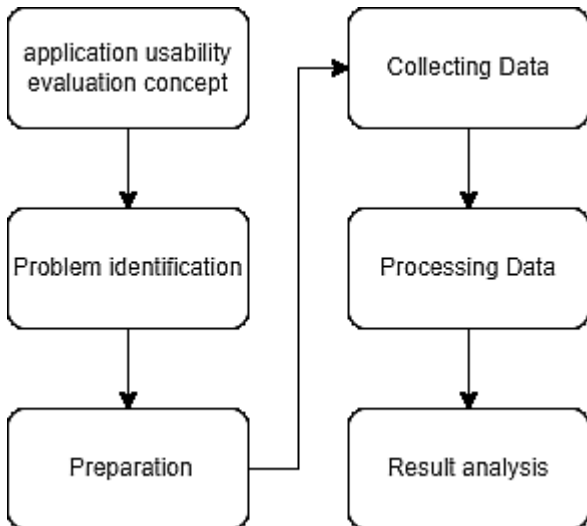 application usability
evaluation concept
Problem identification
Preparation
Collecting Data
Processing Data
Result analysis